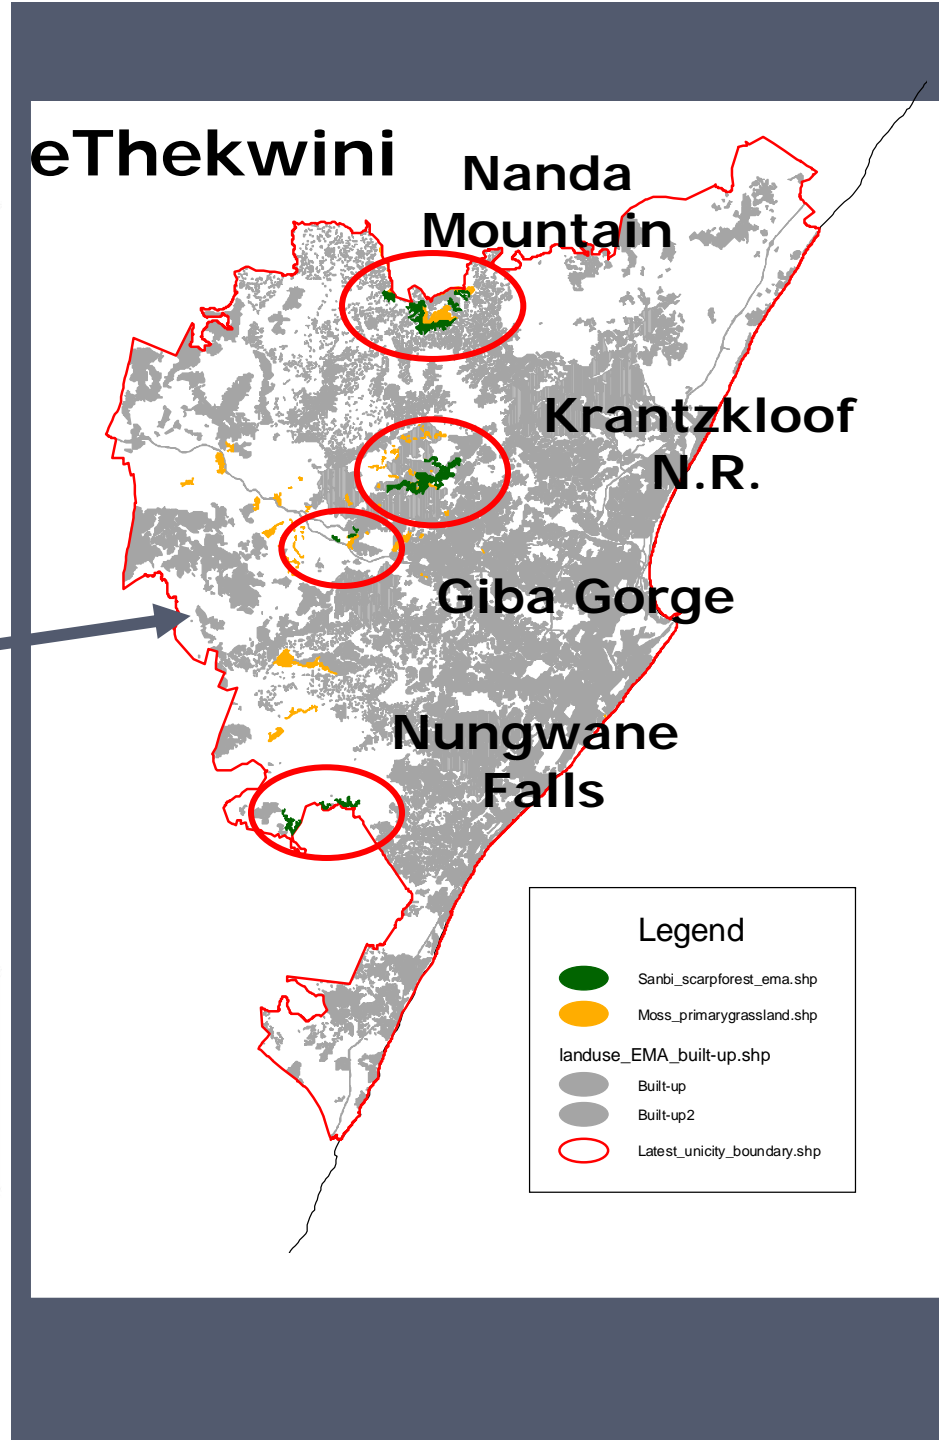 eThekwini
Nanda
Mountain
Krantzkloof
N.R.
Giba Gorge
Nungwane
Falls
Legend
Sanbi_scarpforest_ema.shp
Moss_primarygrassland.shp
landuse_EMA_built-up.shp
Built-up
Built-up2
Latest_unicity_boundary.shp